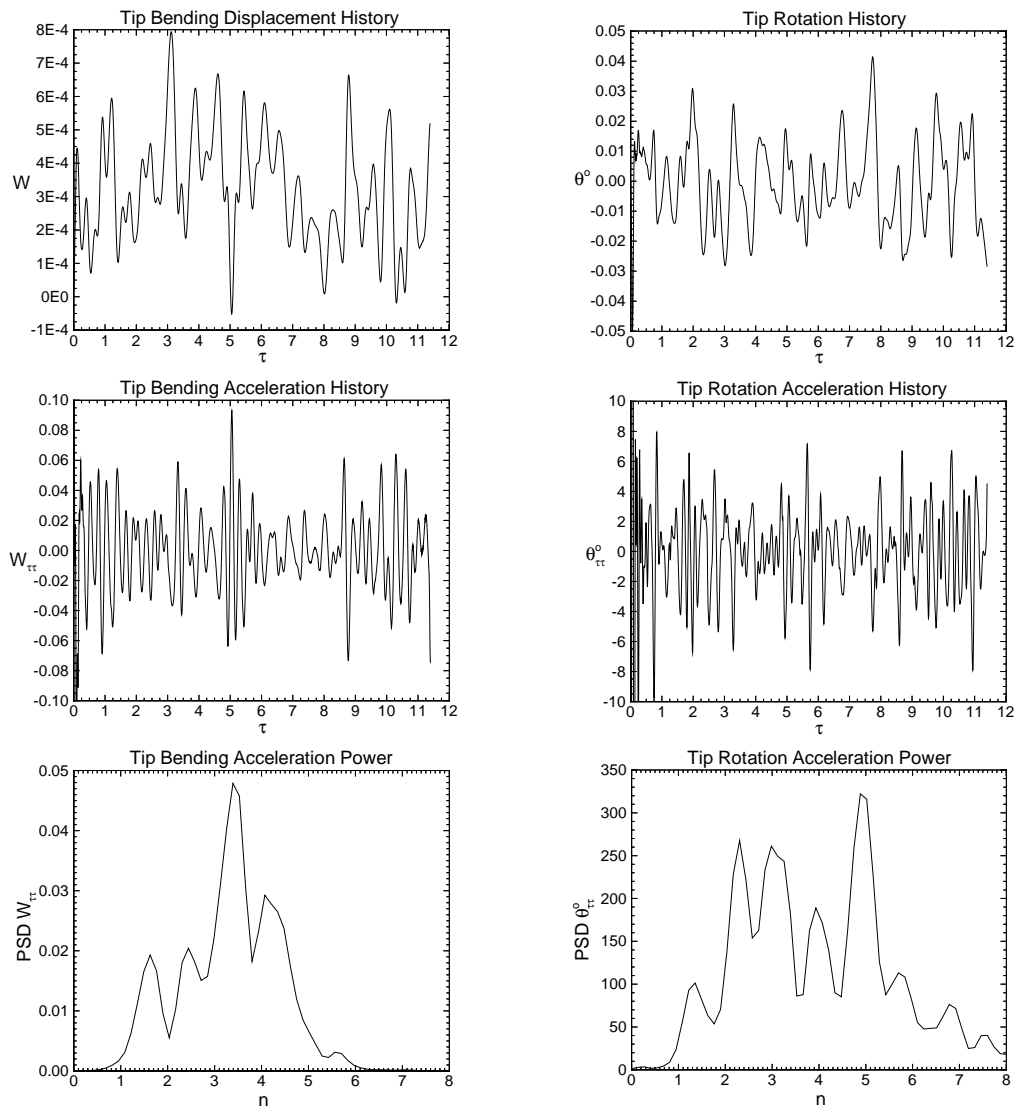 Tip Bending Displacement History
8E-4
7E-4
6E-4
5E-4
4E-4
3E-4
2E-4
1E-4
0E0
-1E-4
W
0 1 2 3 4 5 6 7 8 9 10 11 12
τ
Tip Rotation History
0.05
0.04
0.03
0.02
0.01
0.00
-0.01
-0.02
-0.03
-0.04
-0.05
θ°
0 1 2 3 4 5 6 7 8 9 10 11 12
τ
Tip Bending Acceleration History
0.10
0.08
0.06
0.04
0.02
0.00
-0.02
-0.04
-0.06
-0.08
-0.10
Wττ
0 1 2 3 4 5 6 7 8 9 10 11 12
τ
Tip Rotation Acceleration History
10
8
6
4
2
0
-2
-4
-6
-8
-10
θ°ττ
0 1 2 3 4 5 6 7 8 9 10 11 12
τ
Tip Bending Acceleration Power
0.05
0.04
0.03
0.02
0.01
0.00
PSD Wττ
0 1 2 3 4 5 6 7 8
n
Tip Rotation Acceleration Power
350
300
250
200
150
100
50
0
PSD θ°ττ
0 1 2 3 4 5 6 7 8
n